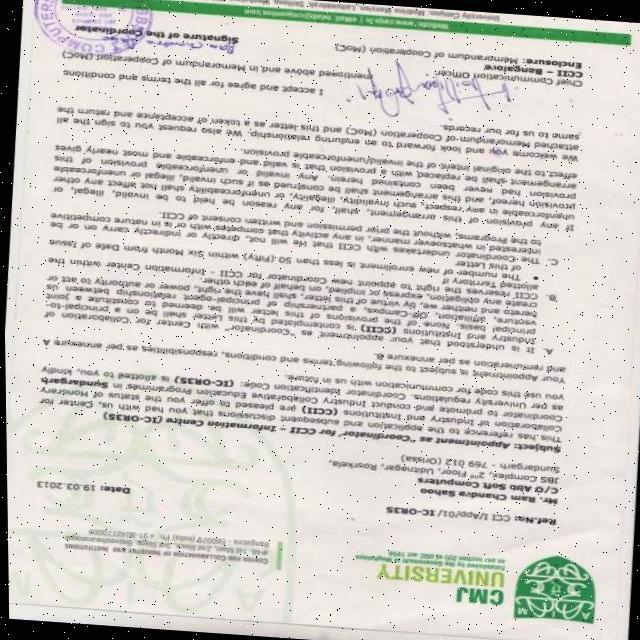 CMJ
UNIVERSITY
Ref.No: CCI I/App/01/IC-OR35
Date: 19.03.2013
Mr. Ram Chandra Sahoo
C/O ABC Soft Computers
JBS Complex, 2nd Floor, Uditnagar, Rourkela,
Sundargarh - 769 012 (Orissa)
Subject: Appointment as "Coordinator" for CCII – Information Centre (IC-OR35)
This has reference to the application and subsequent discussions that you had with us, Center for
Collaboration of Industry and Institutions (CCII) are pleased to offer you the status of Honorary
Coordinator to promote and conduct Industry Collaborative Education Programmes in Sundargarh
as per University regulations. Coordinator Identification Code: (IC-OR35) is allotted to you, kindly
you use this code for communication with us in future.
Your appointment is subject to the following terms and conditions, responsibilities as per annexure A
and remuneration as per annexure B
A. It is understood that your appointment as "Coordinator" with Center for Collaboration of
Industry and Institutions (CCII) is contemplated by this letter shall be on a principal-to
principal basis. None of the provisions of this letter will be deemed to constitute a joint
venture, affiliation, Off-Campus, a partnership of principal-agent relationship between us
hereto and neither we, by virtue of this letter, shall have the right, power or authority to act or
create any obligation, express or implied, on behalf of each other.
B. CCII reserves the right to appoint new Coordinator for CCII - Information Center within the
allotted territory if
• The number of new enrolment is less than 50 (Fifty) within Six Month from Date of Issue
of this Letter
C. The Coordinator undertakes with CCII that He will not, directly or indirectly carry on or be
interested in whatsoever manner, in any activity that competes with or is in nature competitive
to the Programs, without the prior permission and written consent of CCII.
If any provision of this arrangement, shall, for any reason be held to be invalid, illegal, or
unenforceable in any respect, such invalidity, illegality, or unenforceability shall not affect any other
provision hereof, and this arrangement shall be construed as if such invalid, illegal or unenforceable
provision had never been contained herein. Any invalid or unenforceable provision of this
arrangement shall be replaced with a provision that is valid and enforceable and most nearly gives
effect to the original intent of the invalid/unenforceable provision.
We welcome you and look forward to an enduring relationship. We also request you to sign the all
attached Memorandum of Cooperation (MoC) and this letter as a token of acceptance and return the
same to us for our records.
I accept and agree for all the terms and conditions
mentioned above and in Memorandum of Cooperation (MoC)
Chief Communication Officer
CCII – Bangalore
Enclosure: Memorandum of Cooperation (MoC)
Signature of the Coordinator